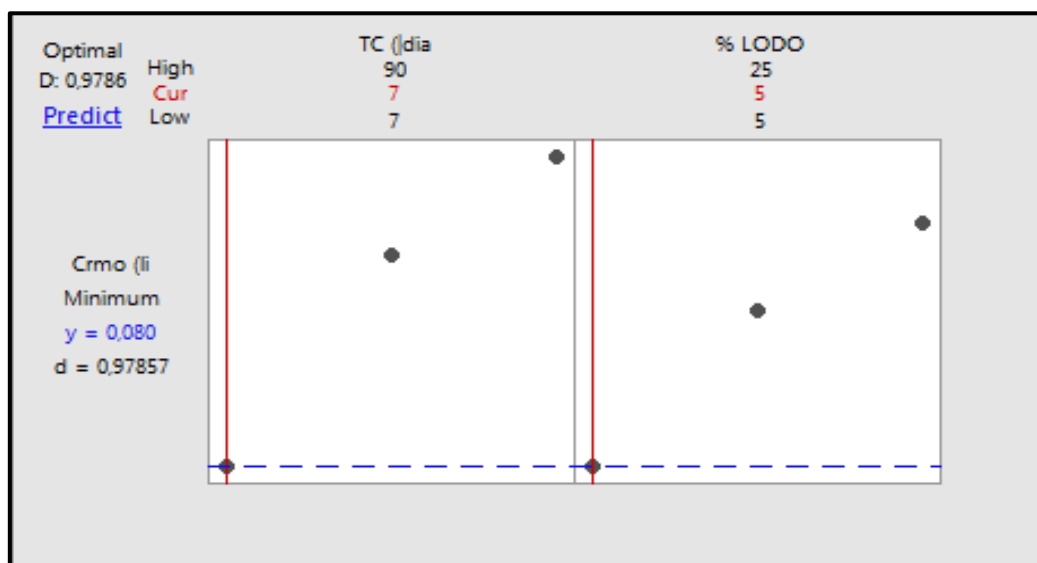 Optimal
D: 0,9786
Predict
High
Cur
Low
TC (|dia
90
7
7
% LODO
25
5
5
Crmo (li
Minimum
y = 0,080
d = 0,97857